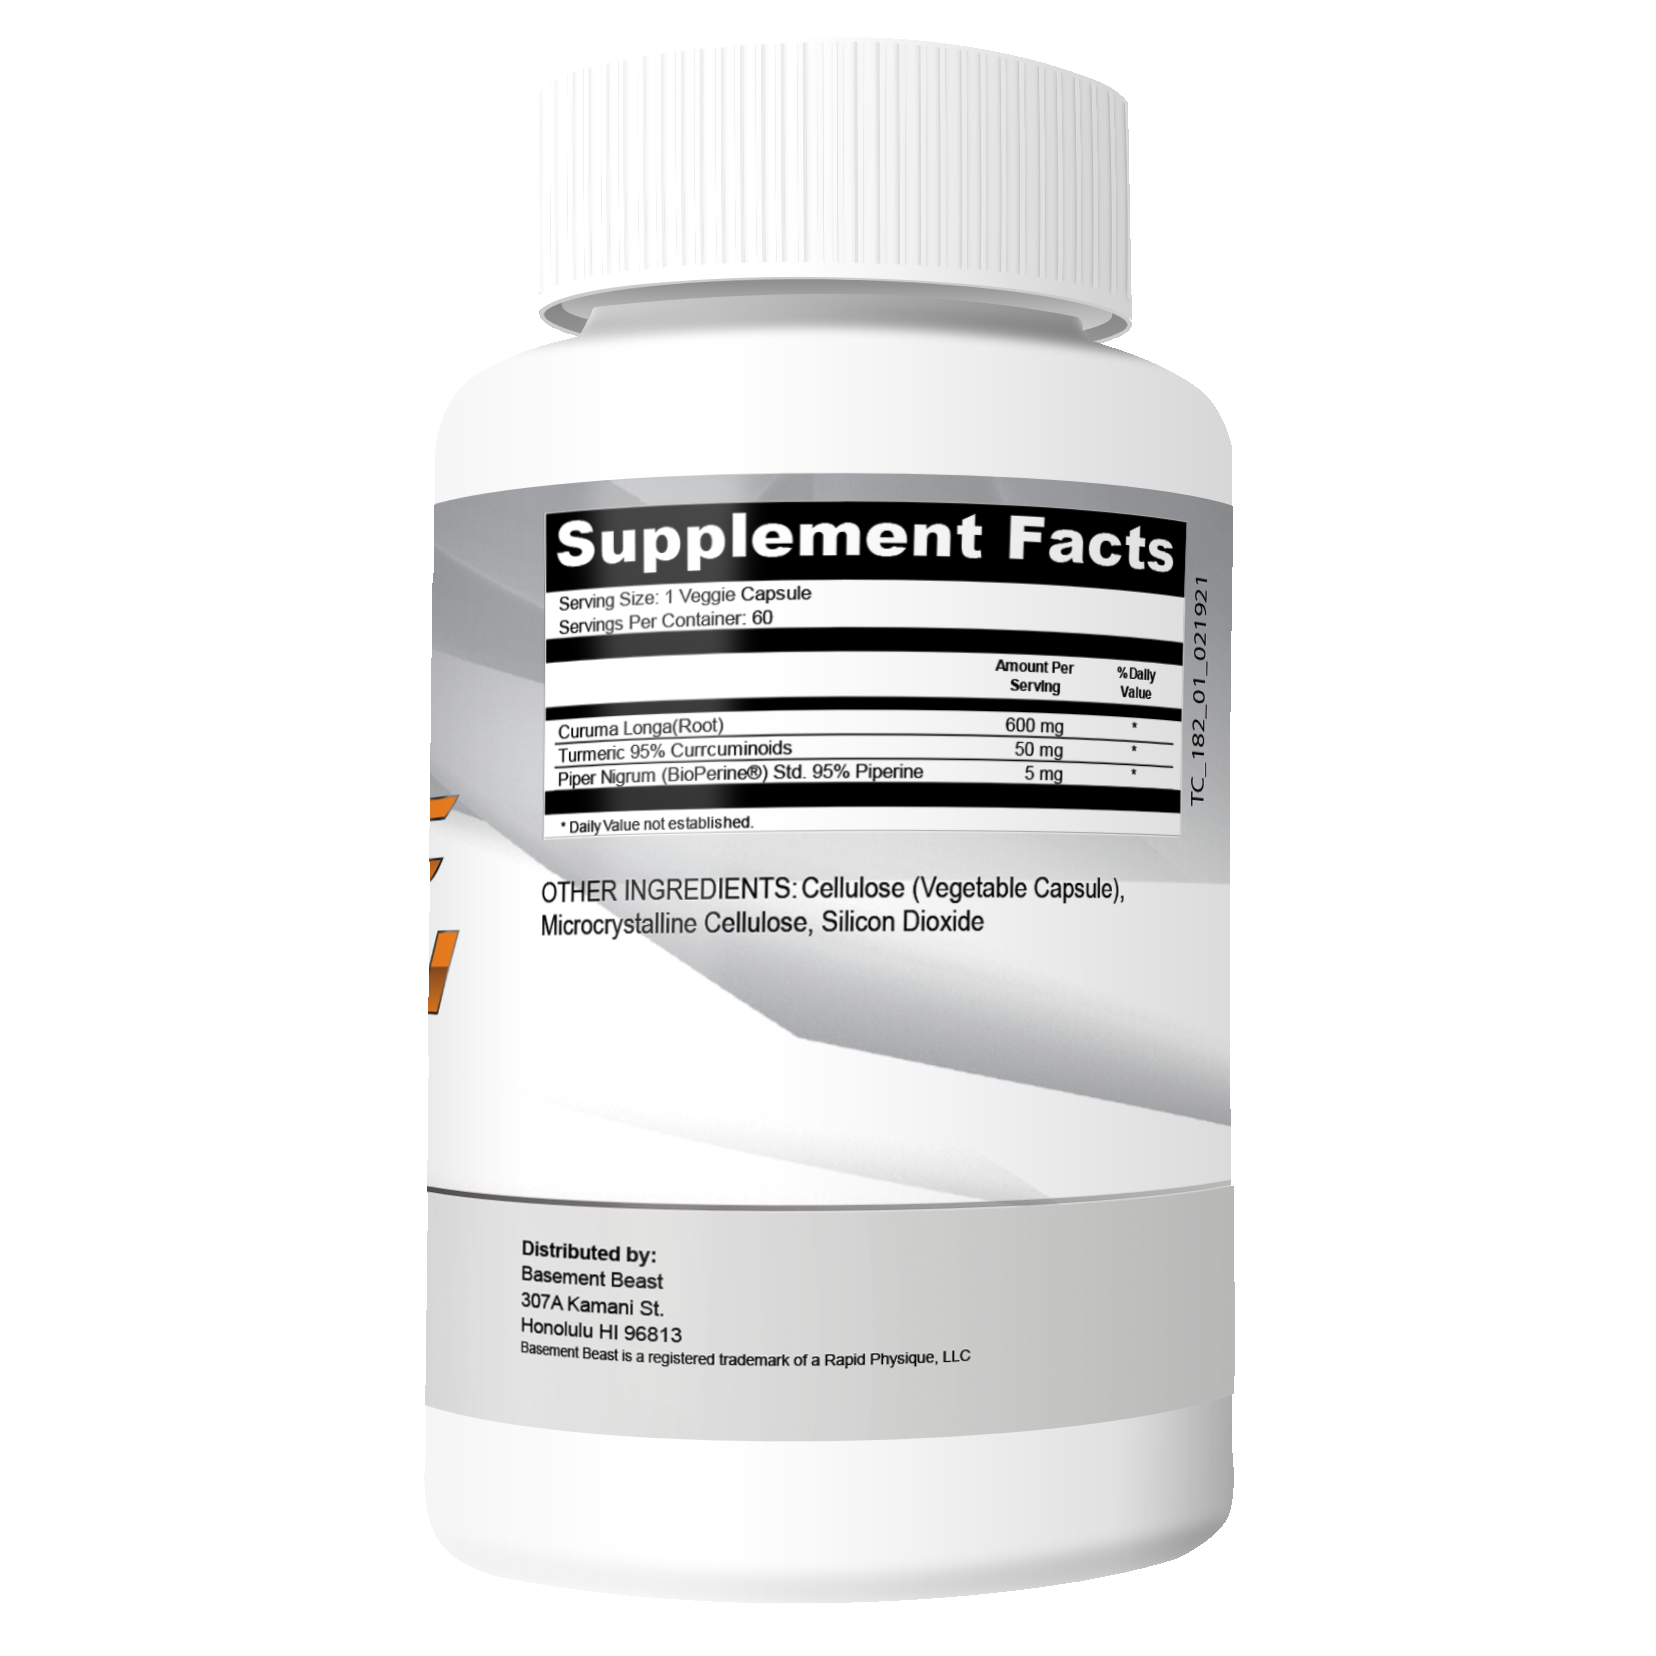 Supplement Facts
Serving Size: 1 Veggie Capsule
Servings Per Container: 60
Amount Per
Serving
%Daily
Value
Curuma Longa(Root) 600 mg *
Turmeric 95% Currcuminoids 50 mg *
Piper Nigrum (BioPerine®) Std. 95% Piperine 5 mg *
* Daily Value not established.
TC_182_01_021921
OTHER INGREDIENTS: Cellulose (Vegetable Capsule),
Microcrystalline Cellulose, Silicon Dioxide
Distributed by:
Basement Beast
307A Kamani St.
Honolulu HI 96813
Basement Beast is a registered trademark of a Rapid Physique, LLC